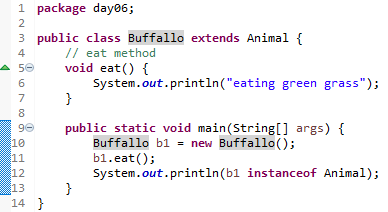 1 package day06;
2
3 public class Buffallo extends Animal {
4     // eat method
5     void eat() {
6         System.out.println("eating green grass");
7     }
8
9     public static void main(String[] args) {
10         Buffallo b1 = new Buffallo();
11         b1.eat();
12         System.out.println(b1 instanceof Animal);
13     }
14 }